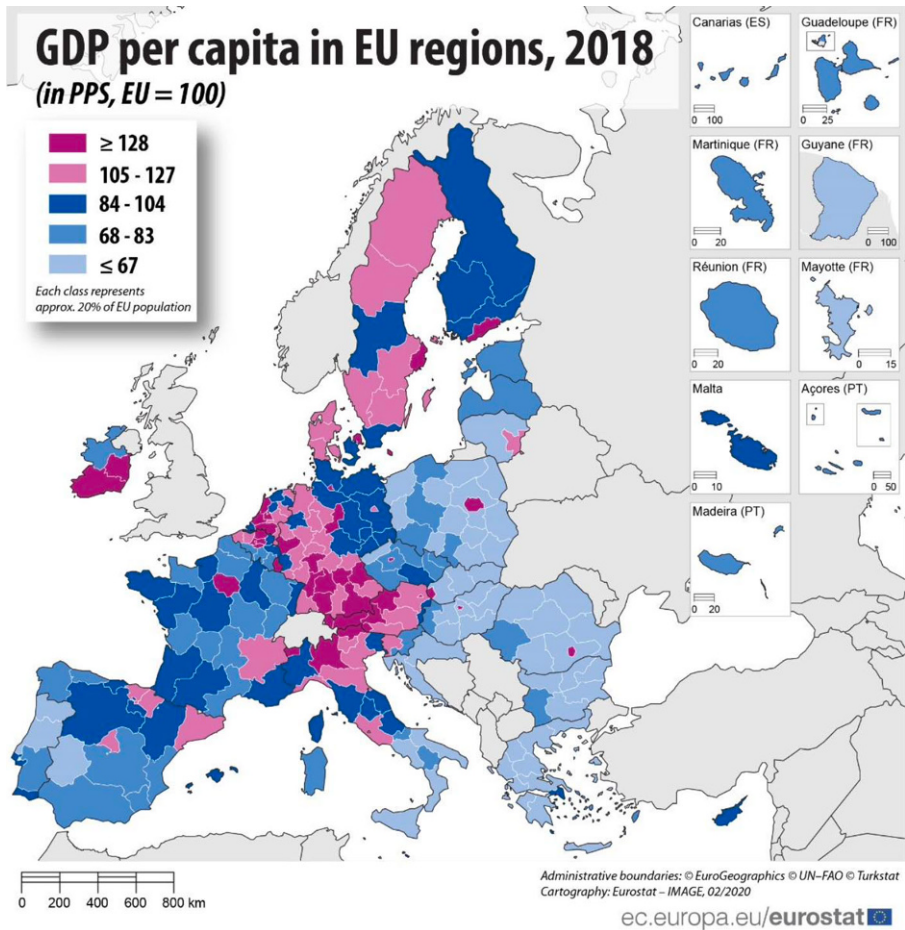 GDP per capita in EU regions, 2018
(in PPS, EU = 100)
≥ 128
105 - 127
84 - 104
68 - 83
≤ 67
Each class represents
approx. 20% of EU population
Canarias (ES)
0 100
Guadeloupe (FR)
0 25
Martinique (FR)
0 20
Guyane (FR)
0 100
Réunion (FR)
0 20
Mayotte (FR)
0 15
Malta
0 10
Açores (PT)
0 50
Madeira (PT)
0 20
0 200 400 600 800 km
Administrative boundaries: © EuroGeographics © UN–FAO © Turkstat
Cartography: Eurostat – IMAGE, 02/2020
ec.europa.eu/eurostat